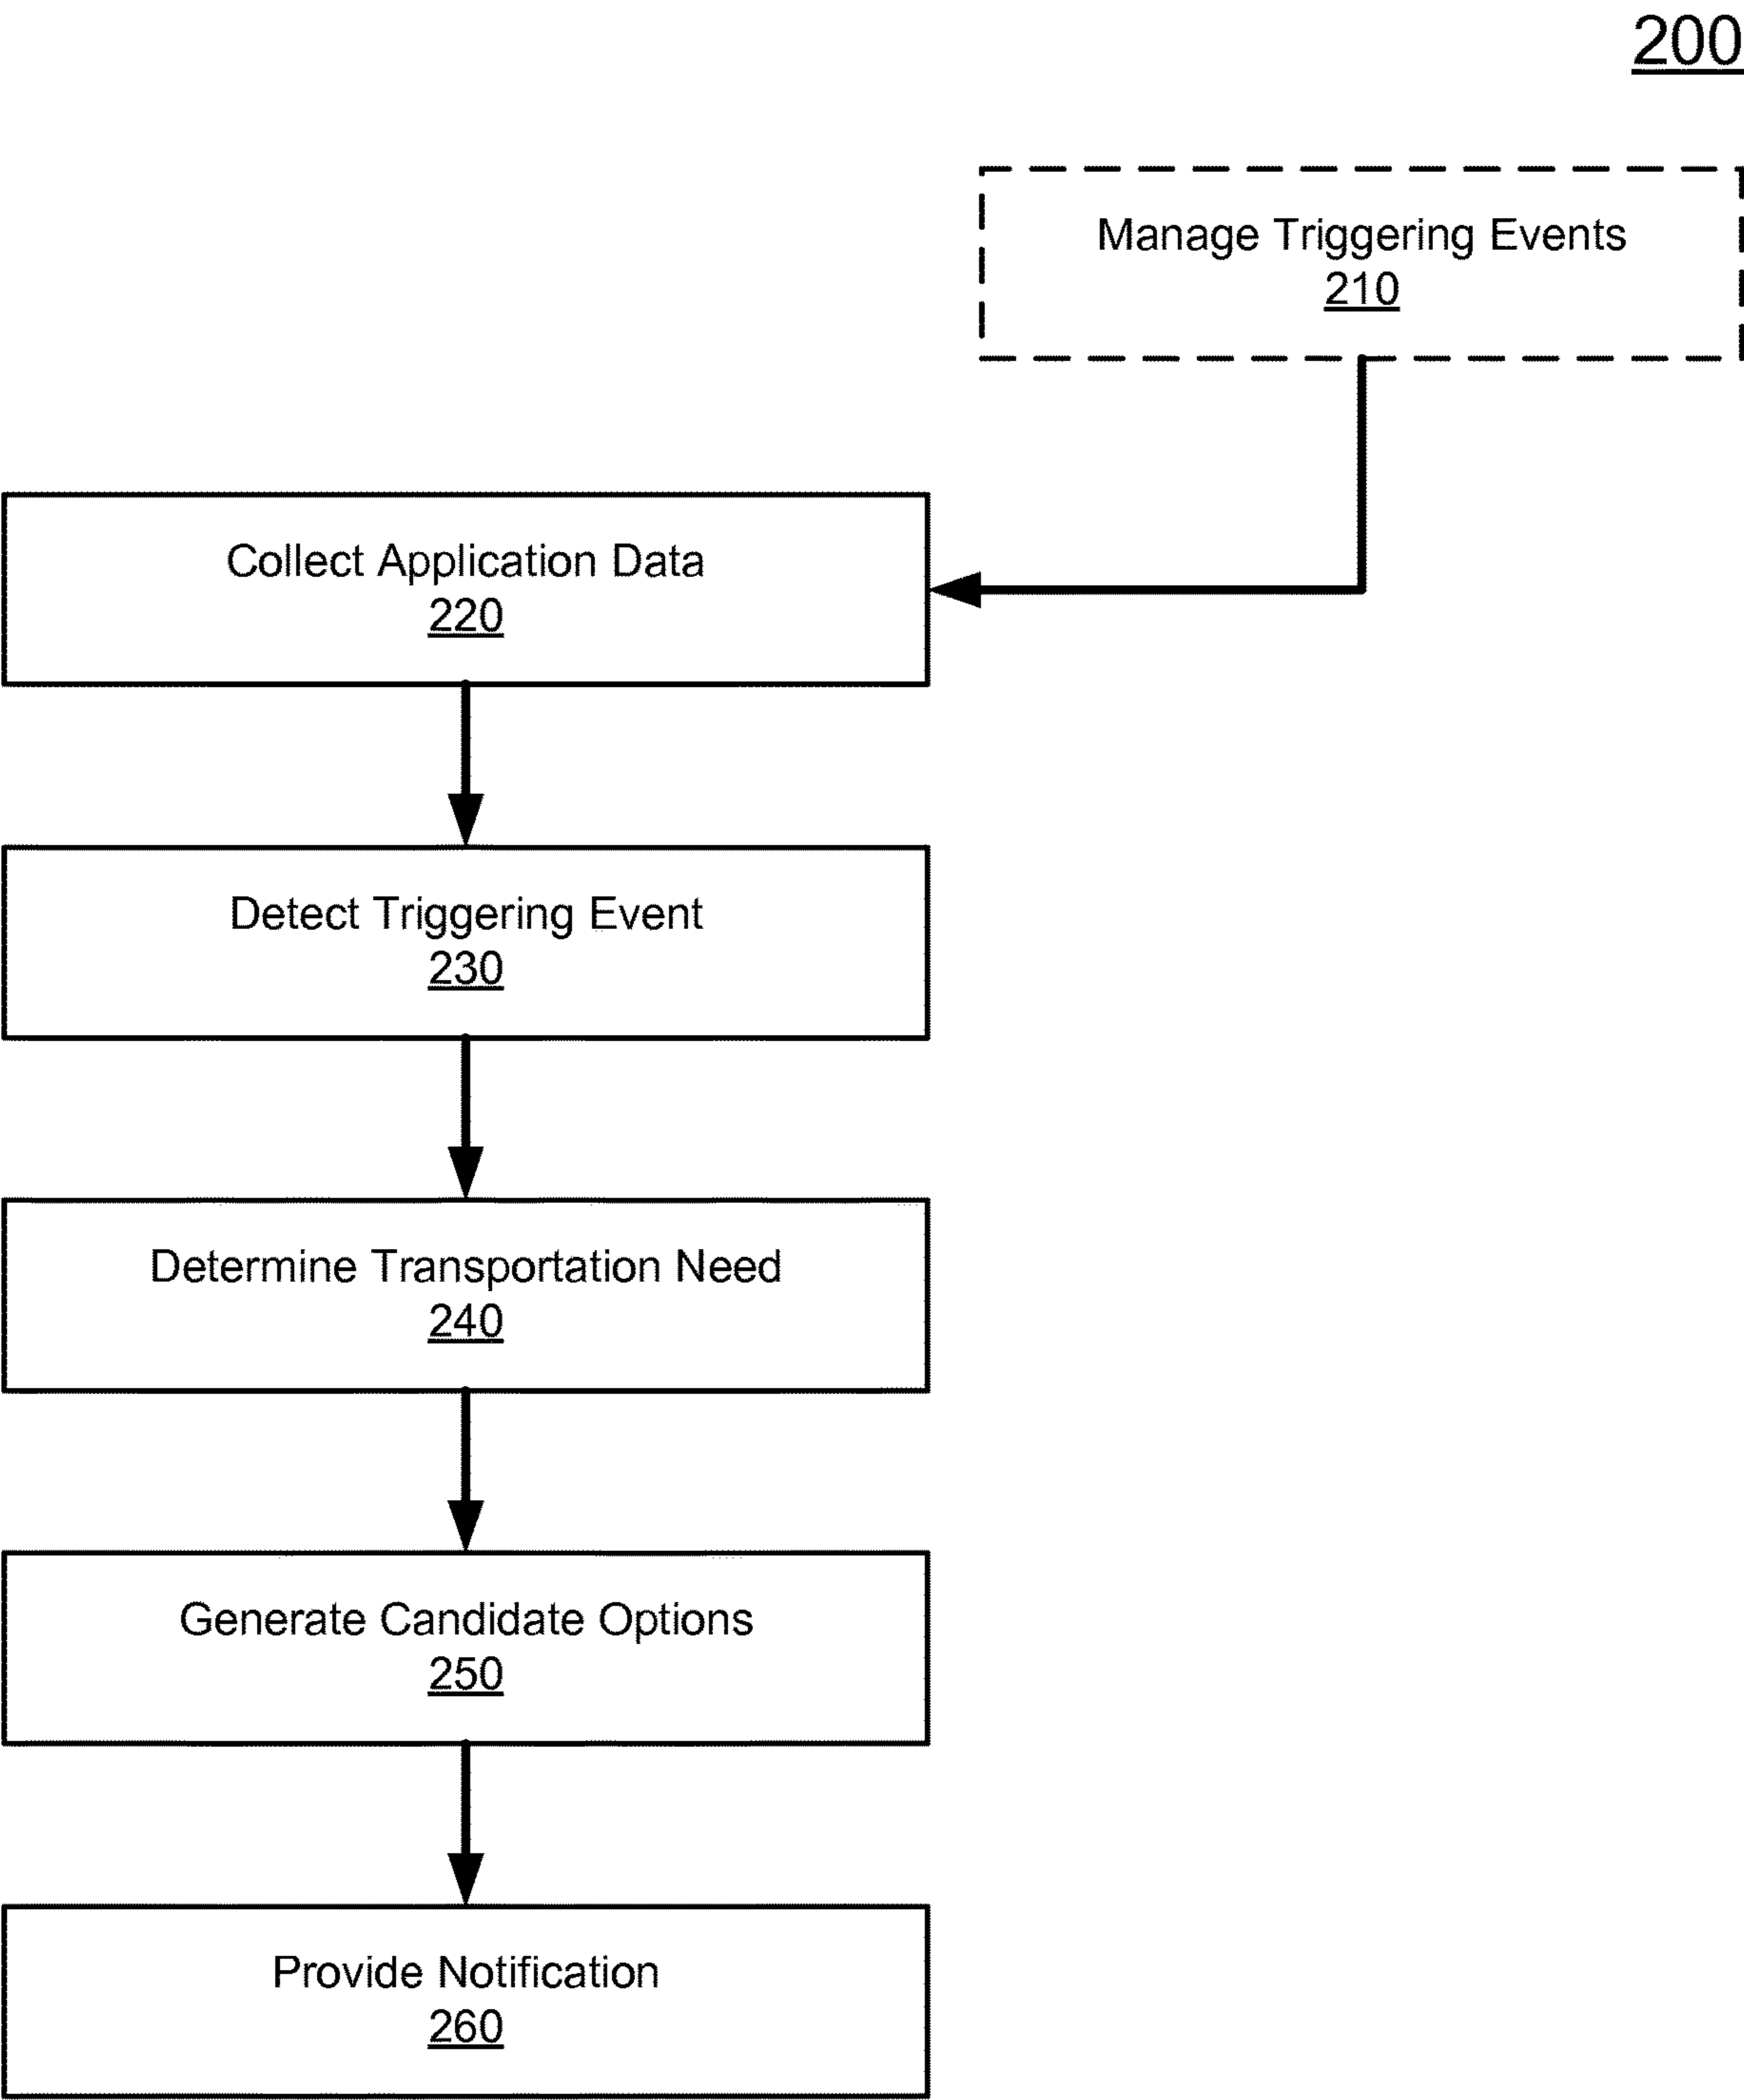 200
Manage Triggering Events
210
Collect Application Data
220
Detect Triggering Event
230
Determine Transportation Need
240
Generate Candidate Options
250
Provide Notification
260